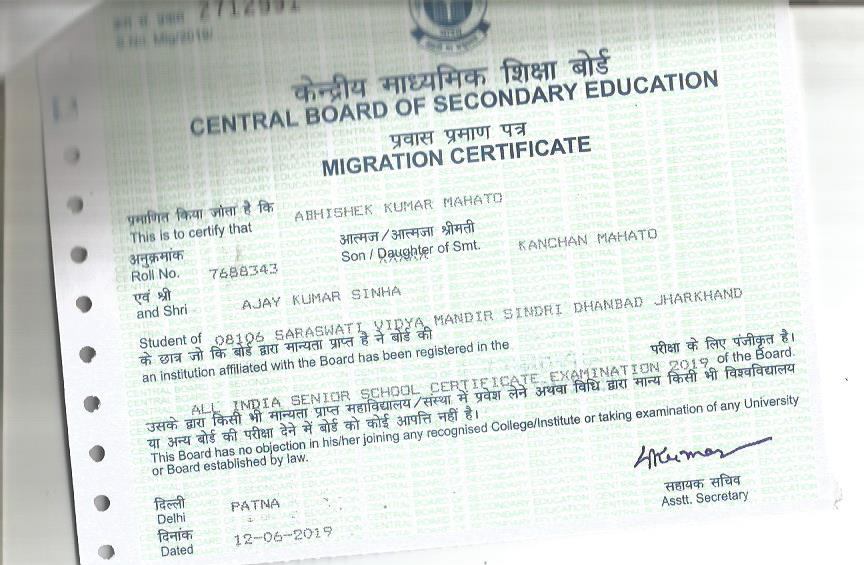 क्रम सं. प्रवास 2712991
S.No. Mig/2019/
केन्द्रीय माध्यमिक शिक्षा बोर्ड
CENTRAL BOARD OF SECONDARY EDUCATION
प्रवास प्रमाण पत्र
MIGRATION CERTIFICATE
प्रमाणित किया जाता है कि
This is to certify that ABHISHEK KUMAR MAHATO
अनुक्रमांक आत्मज/आत्मजा श्रीमती
Roll No. 7688343 Son / Daughter of Smt. KANCHAN MAHATO
एवं श्री
and Shri AJAY KUMAR SINHA
Student of 08106 SARASWATI VIDYA MANDIR SINDRI DHANBAD JHARKHAND
के छात्र जो कि बोर्ड द्वारा मान्यता प्राप्त है ने बोर्ड की परीक्षा के लिए पंजीकृत है।
an institution affiliated with the Board has been registered in the
ALL INDIA SENIOR SCHOOL CERTIFICATE EXAMINATION 2019 of the Board.
उसके द्वारा किसी भी मान्यता प्राप्त महाविद्यालय/संस्था में प्रवेश लेने अथवा विधि द्वारा मान्य किसी भी विश्वविद्यालय
या अन्य बोर्ड की परीक्षा देने में बोर्ड को कोई आपत्ति नहीं है।
This Board has no objection in his/her joining any recognised College/Institute or taking examination of any University
or Board established by law.
दिल्ली सहायक सचिव
Delhi PATNA Asstt. Secretary
दिनांक
Dated 12-06-2019